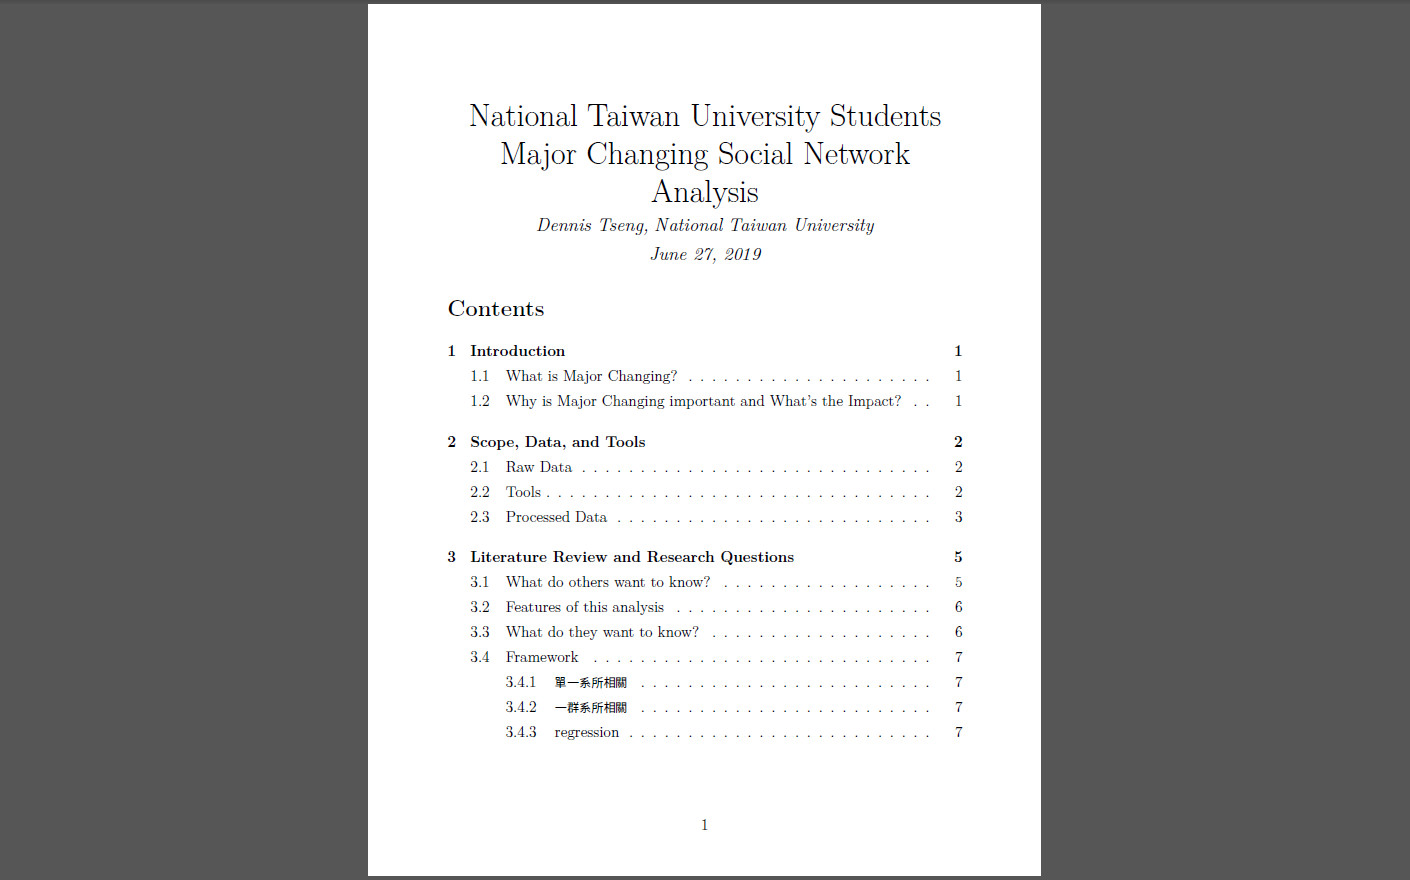 National Taiwan University Students
Major Changing Social Network
Analysis
Dennis Tseng, National Taiwan University
June 27, 2019
Contents
1 Introduction 1
1.1 What is Major Changing? . . . . . . . . . . . . . . . . . . . . . 1
1.2 Why is Major Changing important and What's the Impact? . . 1
2 Scope, Data, and Tools 2
2.1 Raw Data . . . . . . . . . . . . . . . . . . . . . . . . . . . . . . 2
2.2 Tools . . . . . . . . . . . . . . . . . . . . . . . . . . . . . . . . . 2
2.3 Processed Data . . . . . . . . . . . . . . . . . . . . . . . . . . . 3
3 Literature Review and Research Questions 5
3.1 What do others want to know? . . . . . . . . . . . . . . . . . . 5
3.2 Features of this analysis . . . . . . . . . . . . . . . . . . . . . . 6
3.3 What do they want to know? . . . . . . . . . . . . . . . . . . . 6
3.4 Framework . . . . . . . . . . . . . . . . . . . . . . . . . . . . . 7
3.4.1 單一系所相關 . . . . . . . . . . . . . . . . . . . . . . . . . 7
3.4.2 一群系所相關 . . . . . . . . . . . . . . . . . . . . . . . . . 7
3.4.3 regression . . . . . . . . . . . . . . . . . . . . . . . . . . 7
1